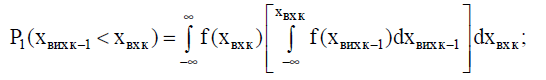 P₁(x_{вихк−1} < x_{вхк}) = ∫_{−∞}^{∞} f(x_{вхк}) [ ∫_{−∞}^{x_{вхк}} f(x_{вихк−1})dx_{вихк−1} ] dx_{вхк};